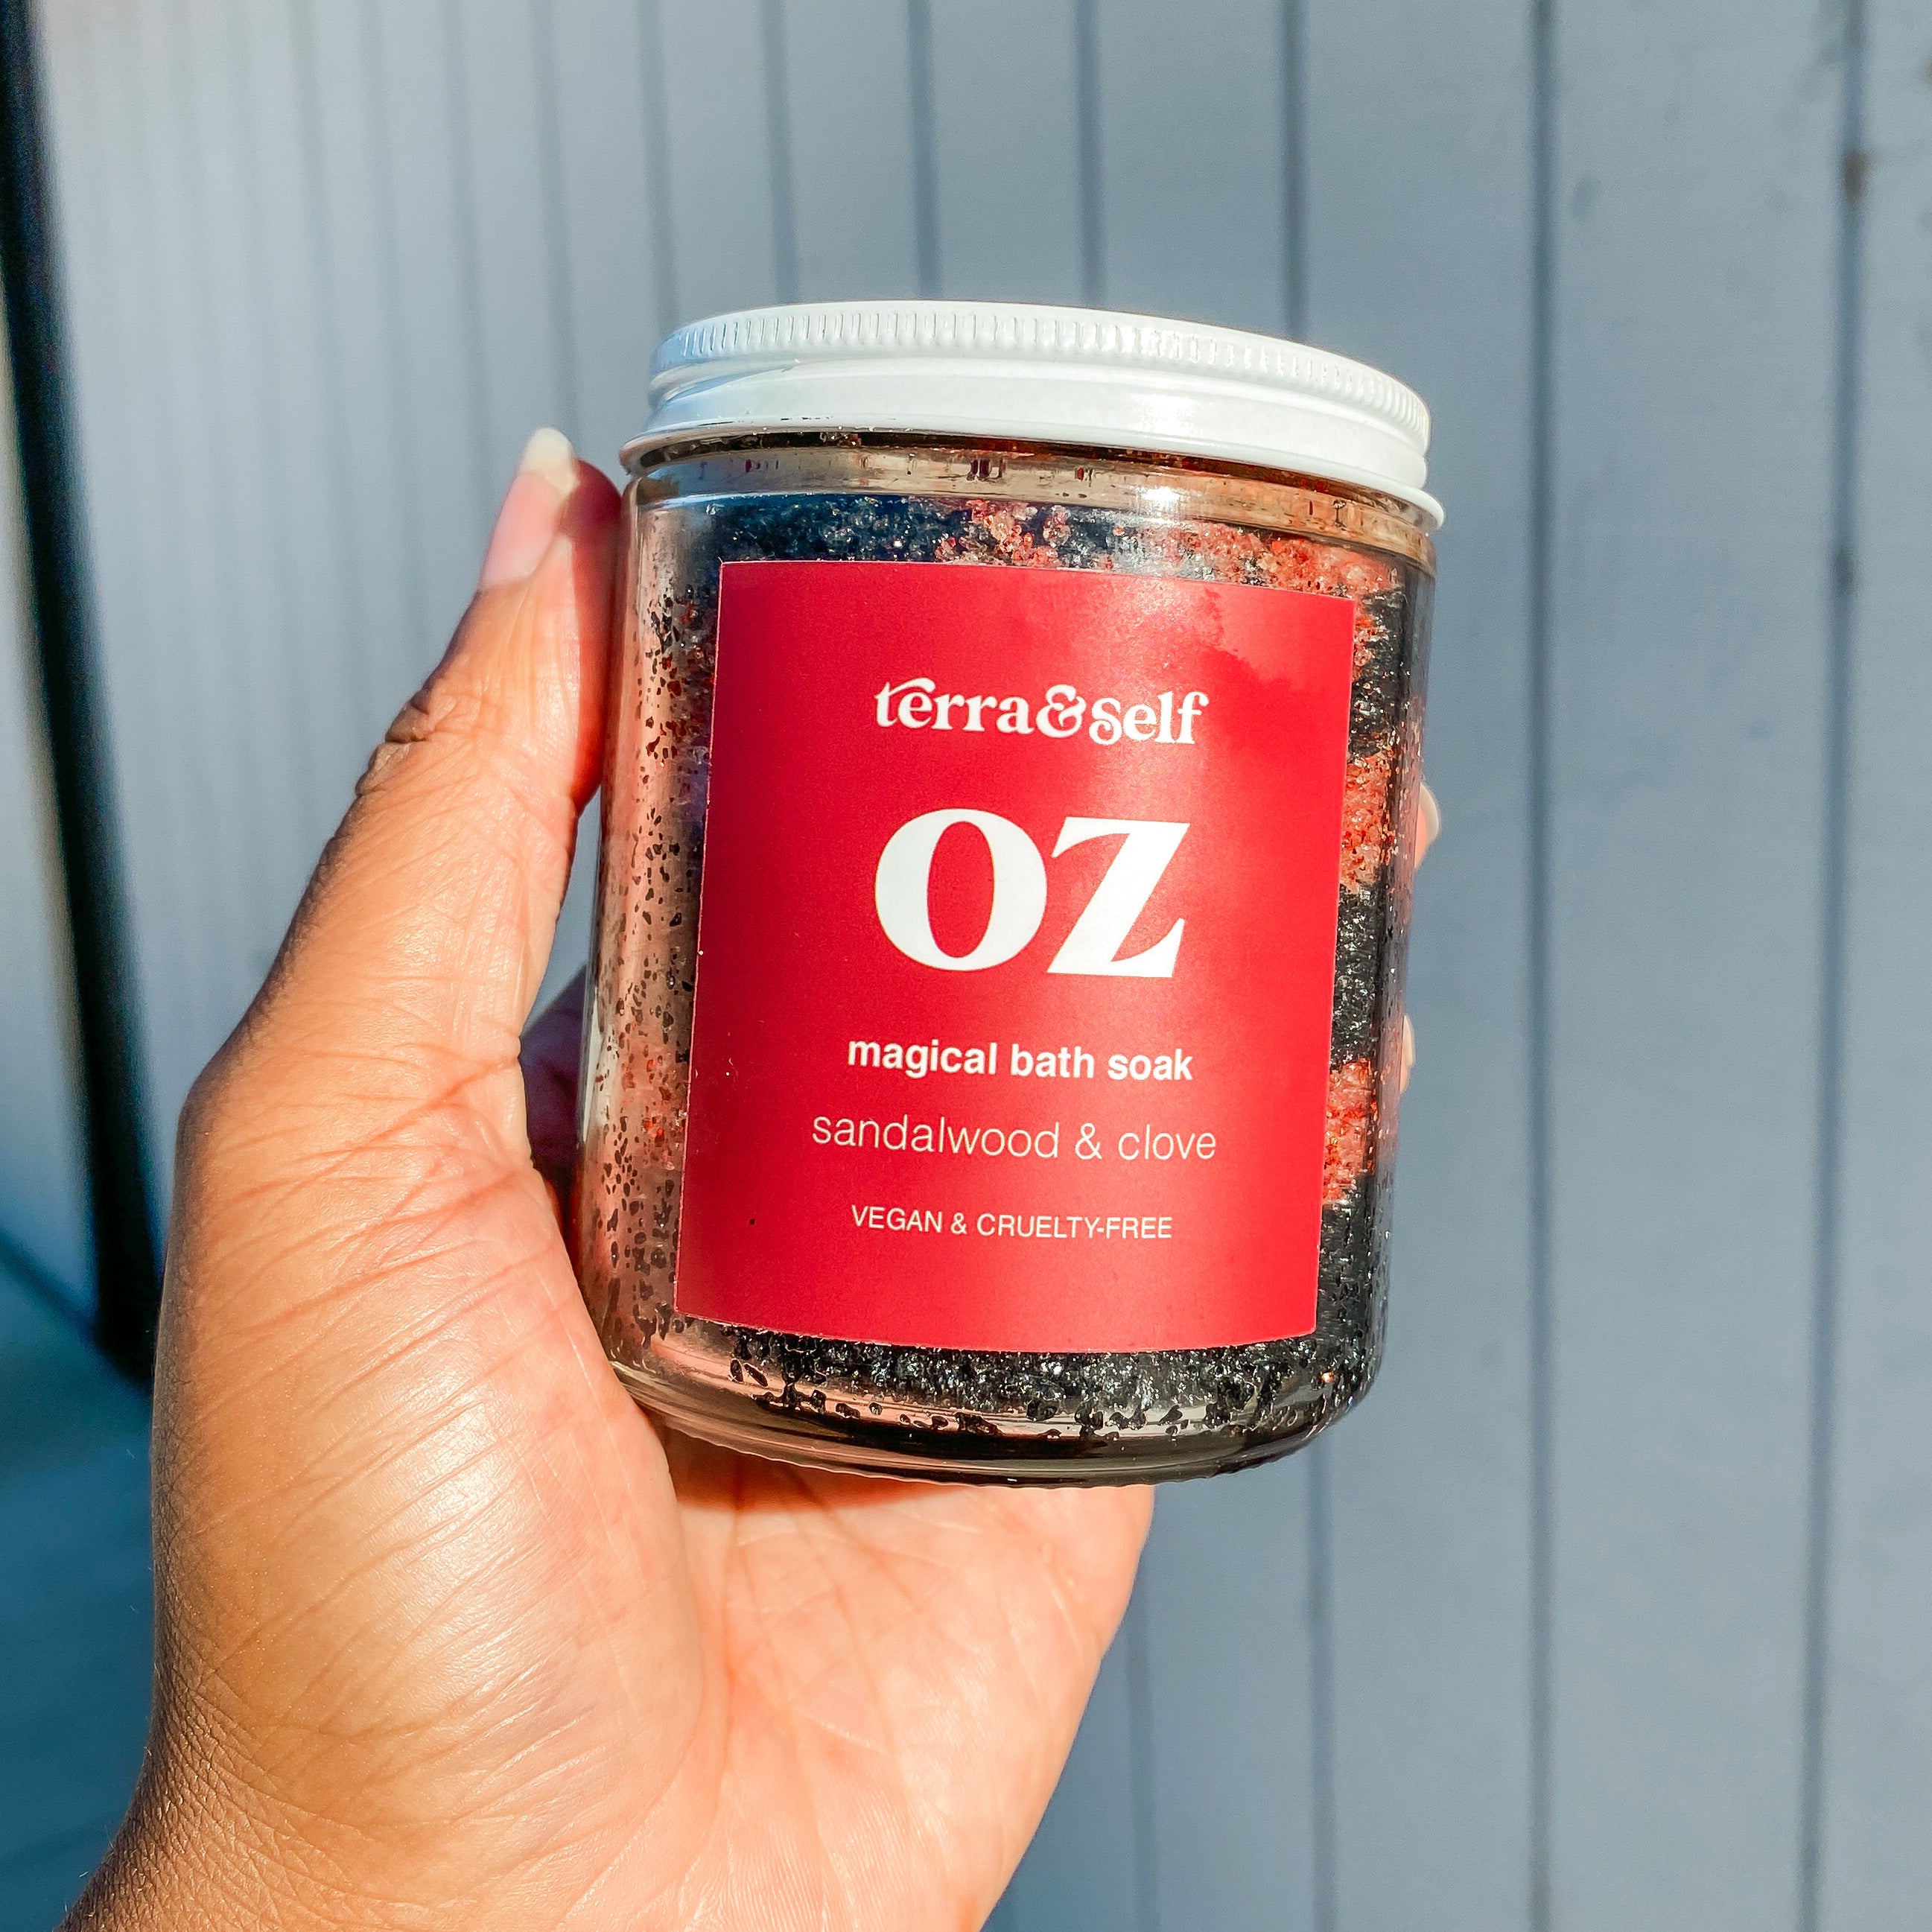 terra&self
OZ
magical bath soak
sandalwood & clove
VEGAN & CRUELTY-FREE